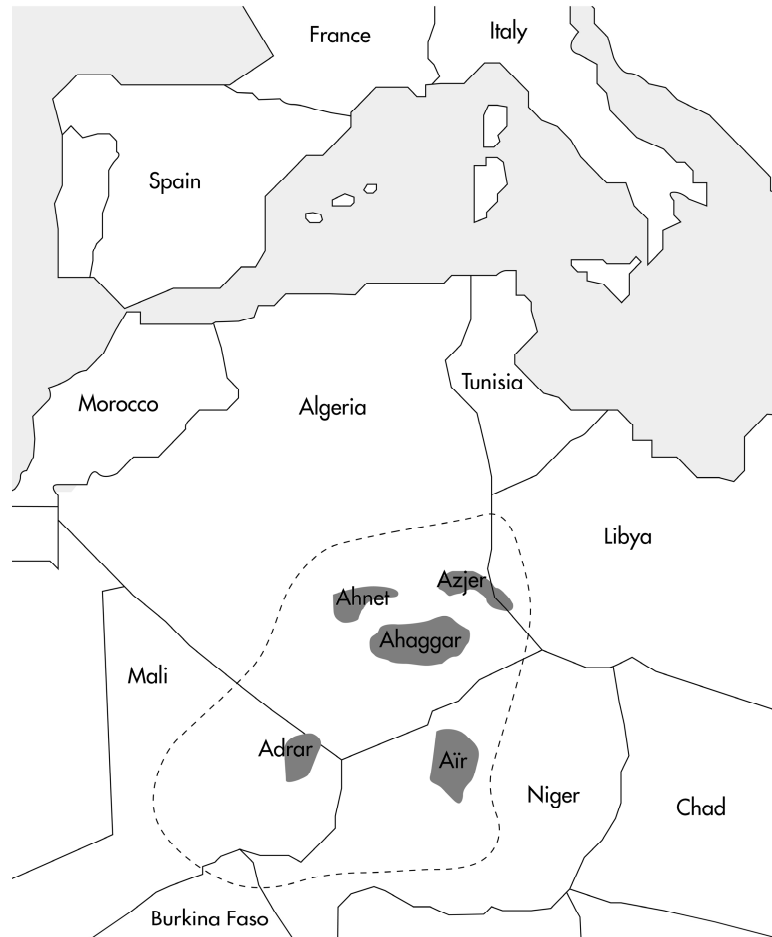 France
Italy
Spain
Tunisia
Morocco
Algeria
Libya
Azjer
Ahnet
Ahaggar
Mali
Adrar
Aïr
Niger
Chad
Burkina Faso